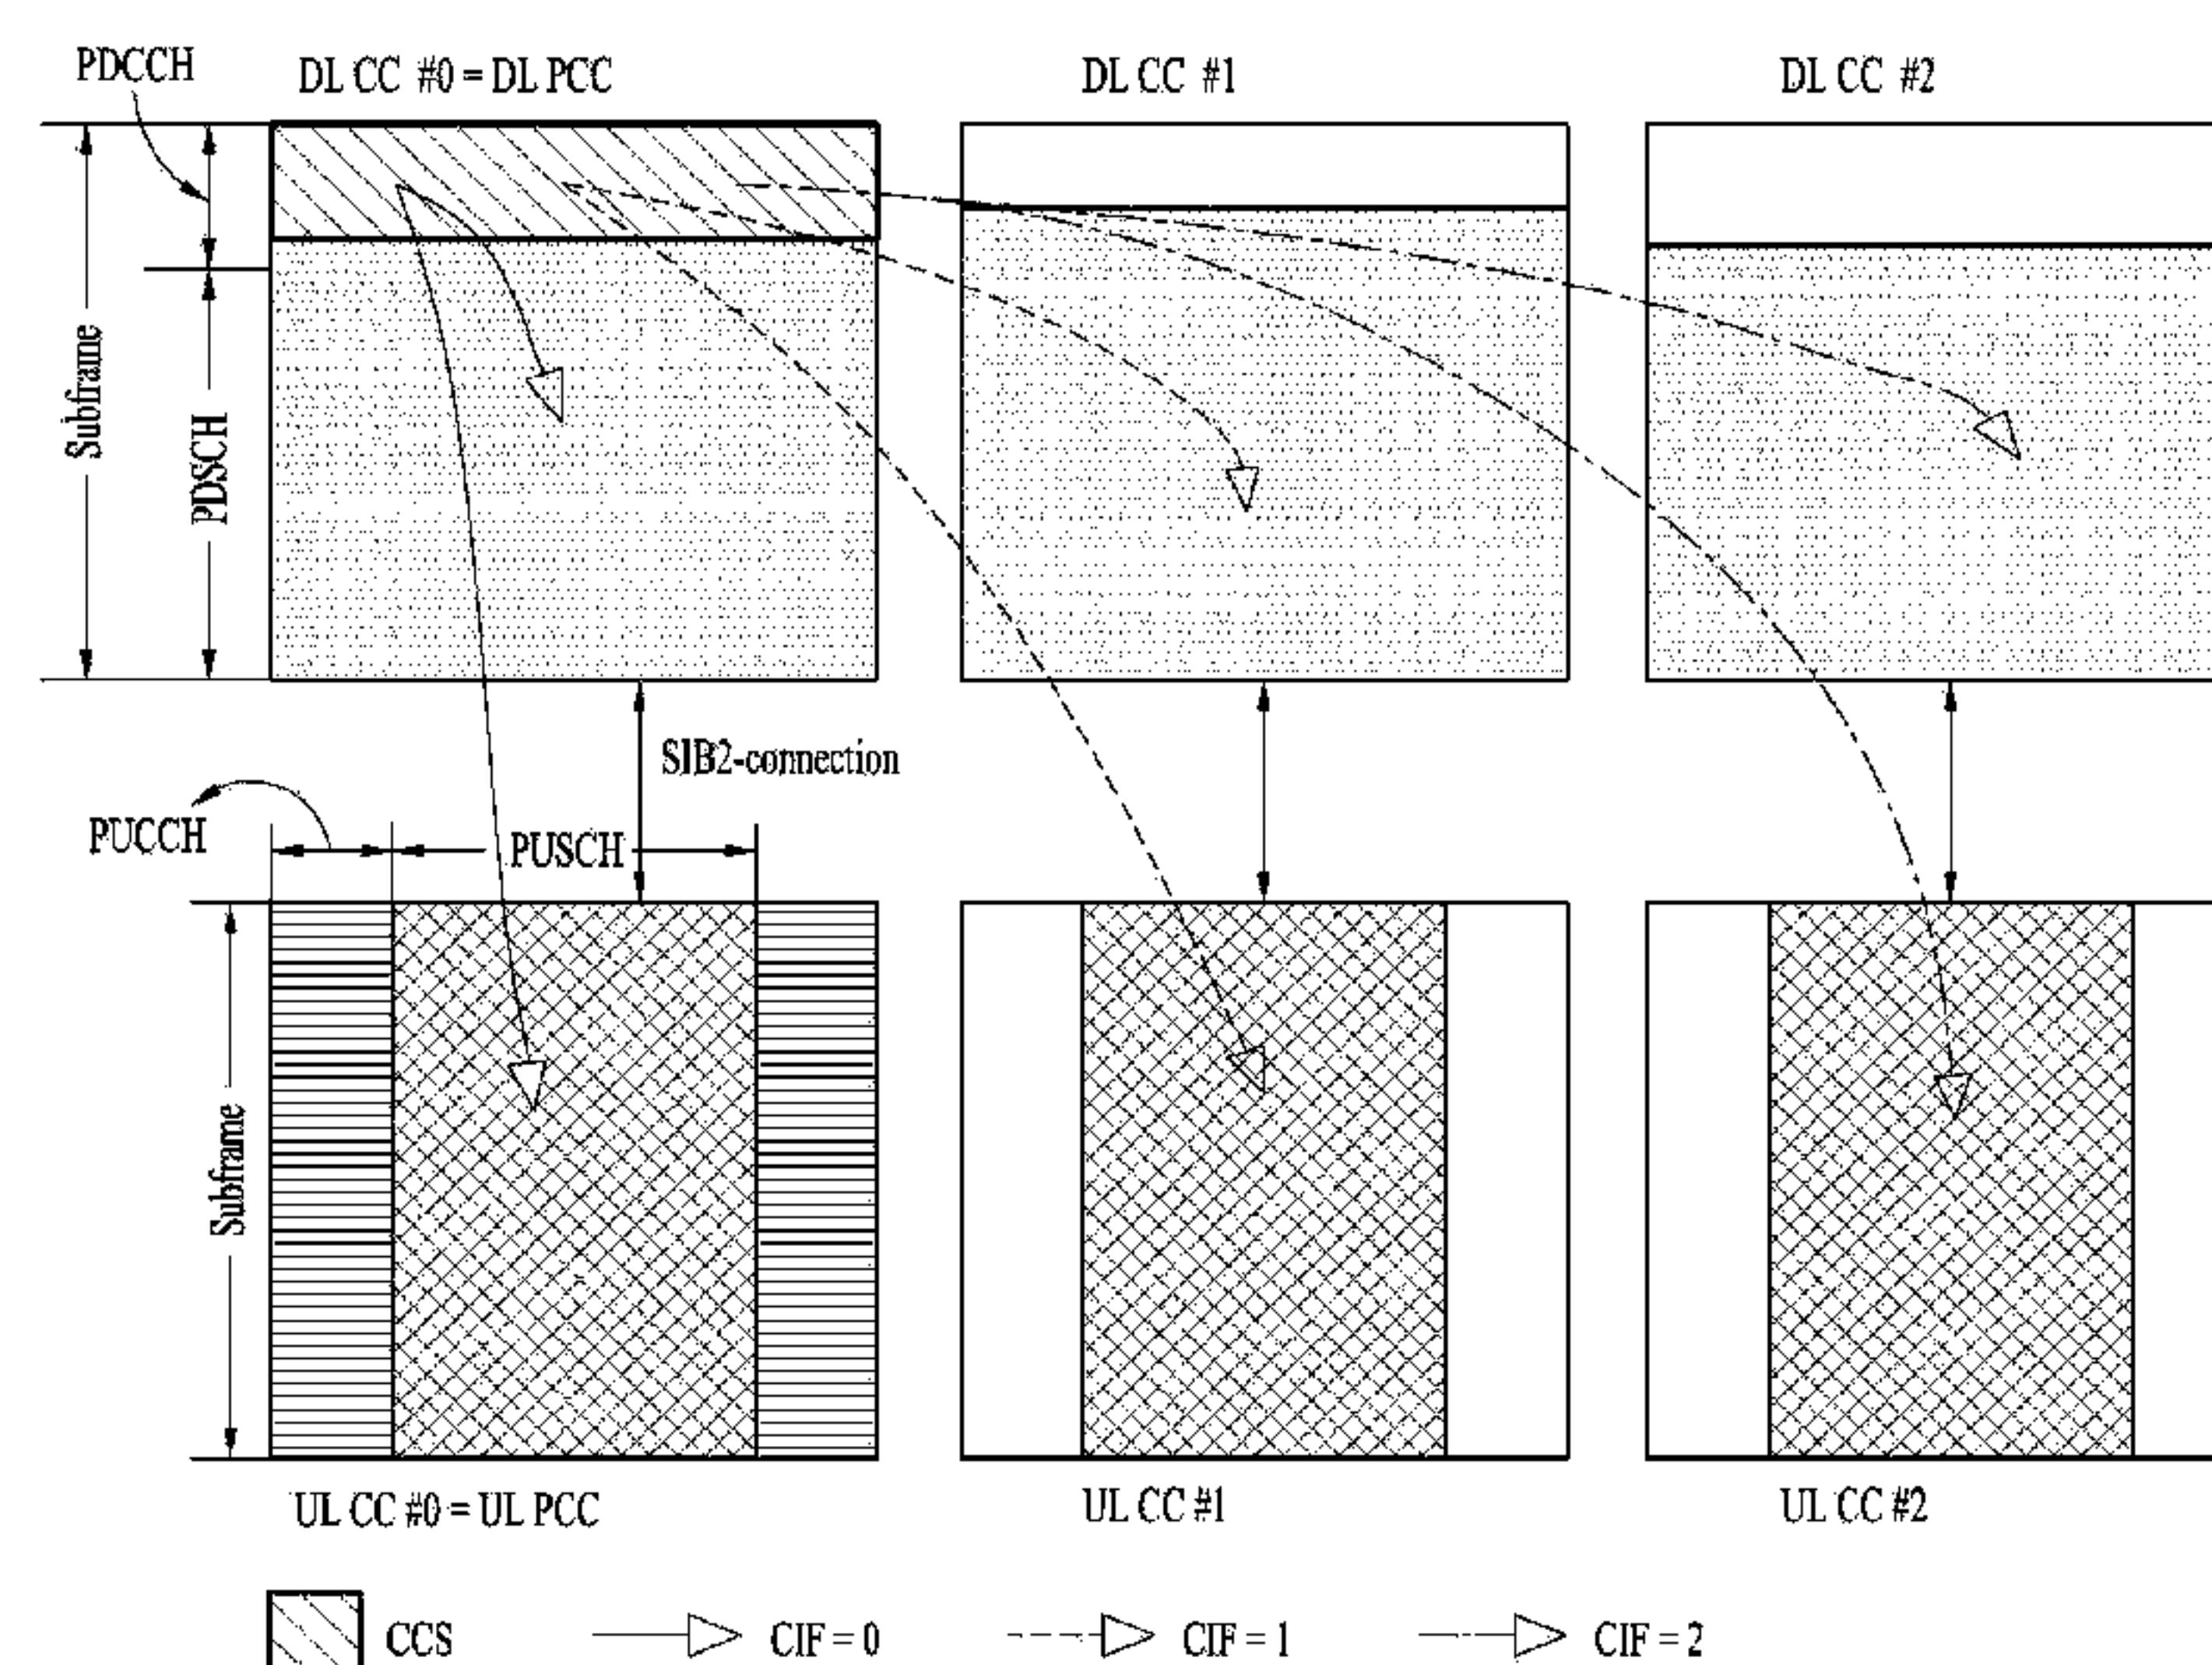 PDCCH
DL CC #0 = DL PCC
DL CC #1
DL CC #2
Subframe
PDSCH
SIB2-connection
PUCCH
PUSCH
Subframe
UL CC #0 = UL PCC
UL CC #1
UL CC #2
CCS
CIF = 0
CIF = 1
CIF = 2